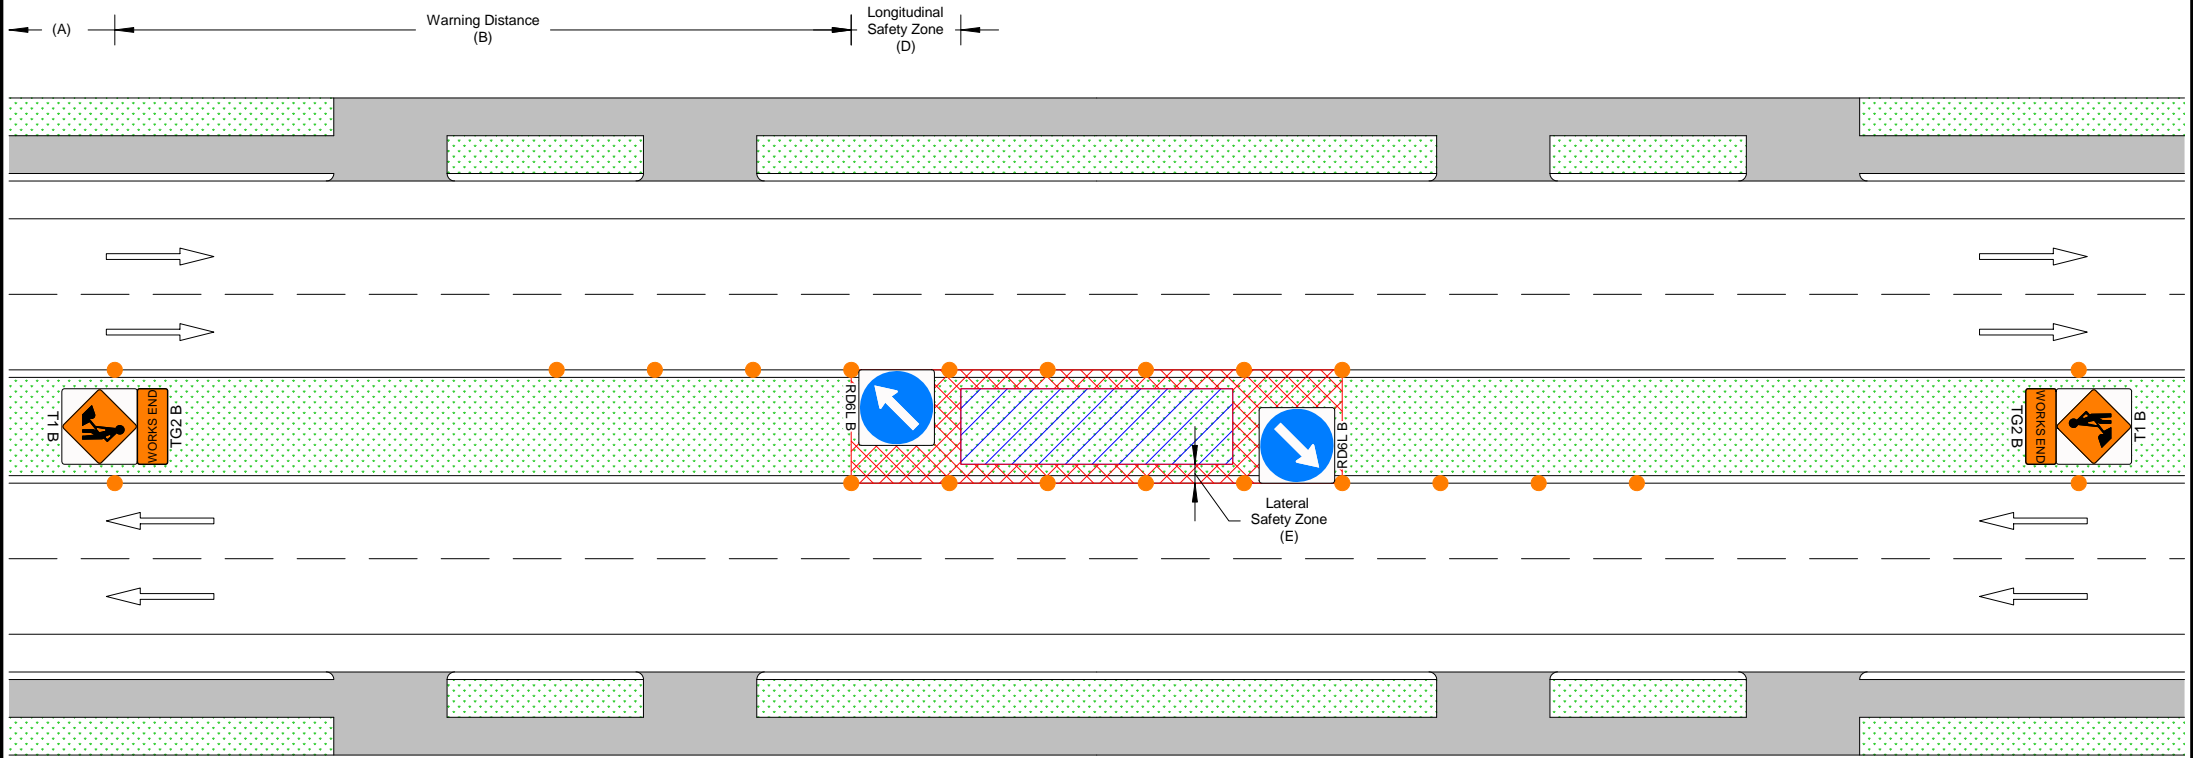 (A)
Warning Distance
(B)
Longitudinal
Safety Zone
(D)
T1 B
WORKS END
TG2 B
RD6L B
RD6L B
Lateral
Safety Zone
(E)
TG2 B
WORKS END
T1 B